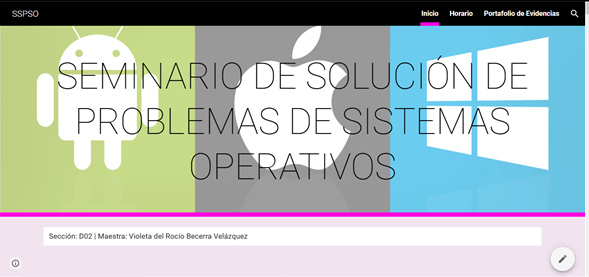 SSPSO
Inicio Horario Portafolio de Evidencias
SEMINARIO DE SOLUCIÓN DE
PROBLEMAS DE SISTEMAS
OPERATIVOS
Sección: D02 | Maestra: Violeta del Rocío Becerra Velázquez